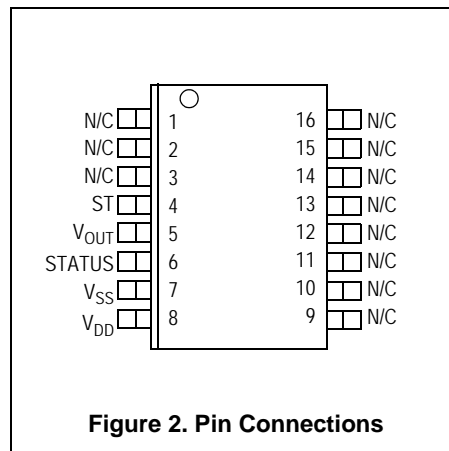 N/C 1 16 N/C
N/C 2 15 N/C
N/C 3 14 N/C
ST 4 13 N/C
VOUT 5 12 N/C
STATUS 6 11 N/C
VSS 7 10 N/C
VDD 8 9 N/C
Figure 2. Pin Connections